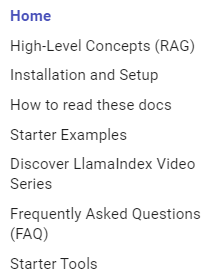 Home
High-Level Concepts (RAG)
Installation and Setup
How to read these docs
Starter Examples
Discover LlamaIndex Video
Series
Frequently Asked Questions
(FAQ)
Starter Tools